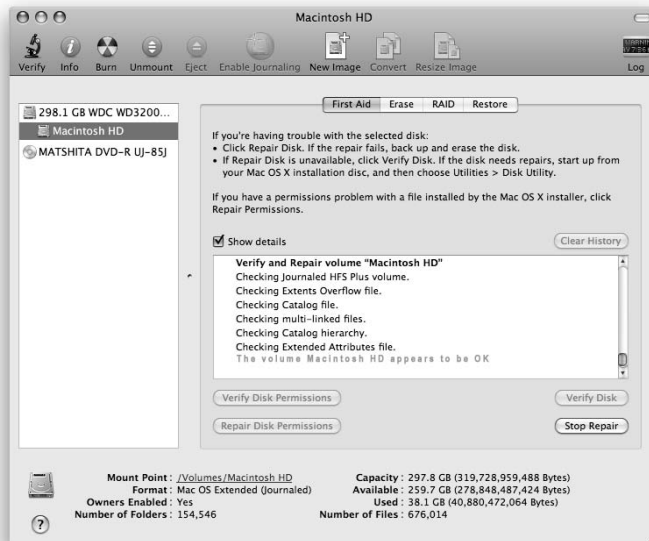 Macintosh HD
Verify Info Burn Unmount Eject Enable Journaling New Image Convert Resize Image Log
298.1 GB WDC WD3200...
Macintosh HD
MATSHITA DVD-R UJ-85J
First Aid Erase RAID Restore
If you're having trouble with the selected disk:
• Click Repair Disk. If the repair fails, back up and erase the disk.
• If Repair Disk is unavailable, click Verify Disk. If the disk needs repairs, start up from
your Mac OS X installation disc, and then choose Utilities > Disk Utility.
If you have a permissions problem with a file installed by the Mac OS X installer, click
Repair Permissions.
Show details
Clear History
Verify and Repair volume “Macintosh HD”
Checking Journaled HFS Plus volume.
Checking Extents Overflow file.
Checking Catalog file.
Checking multi-linked files.
Checking Catalog hierarchy.
Checking Extended Attributes file.
The volume Macintosh HD appears to be OK
Verify Disk Permissions
Verify Disk
Repair Disk Permissions
Stop Repair
Mount Point : /Volumes/Macintosh HD
Format : Mac OS Extended (Journaled)
Owners Enabled : Yes
Number of Folders : 154,546
Capacity : 297.8 GB (319,728,959,488 Bytes)
Available : 259.7 GB (278,848,487,424 Bytes)
Used : 38.1 GB (40,880,472,064 Bytes)
Number of Files : 676,014
?